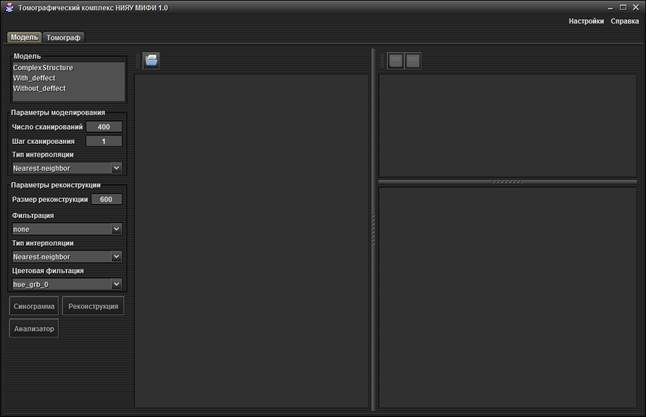 Томографический комплекс НИЯУ МИФИ 1.0
Настройки Справка
Модель Томограф
Модель
ComplexStructure
With_deffect
Without_deffect
Параметры моделирования
Число сканирований 400
Шаг сканирования 1
Тип интерполяции
Nearest-neighbor
Параметры реконструкции
Размер реконструкции 600
Фильтрация
none
Тип интерполяции
Nearest-neighbor
Цветовая фильтация
hue_grb_0
Синограмма Реконструкция
Анализатор